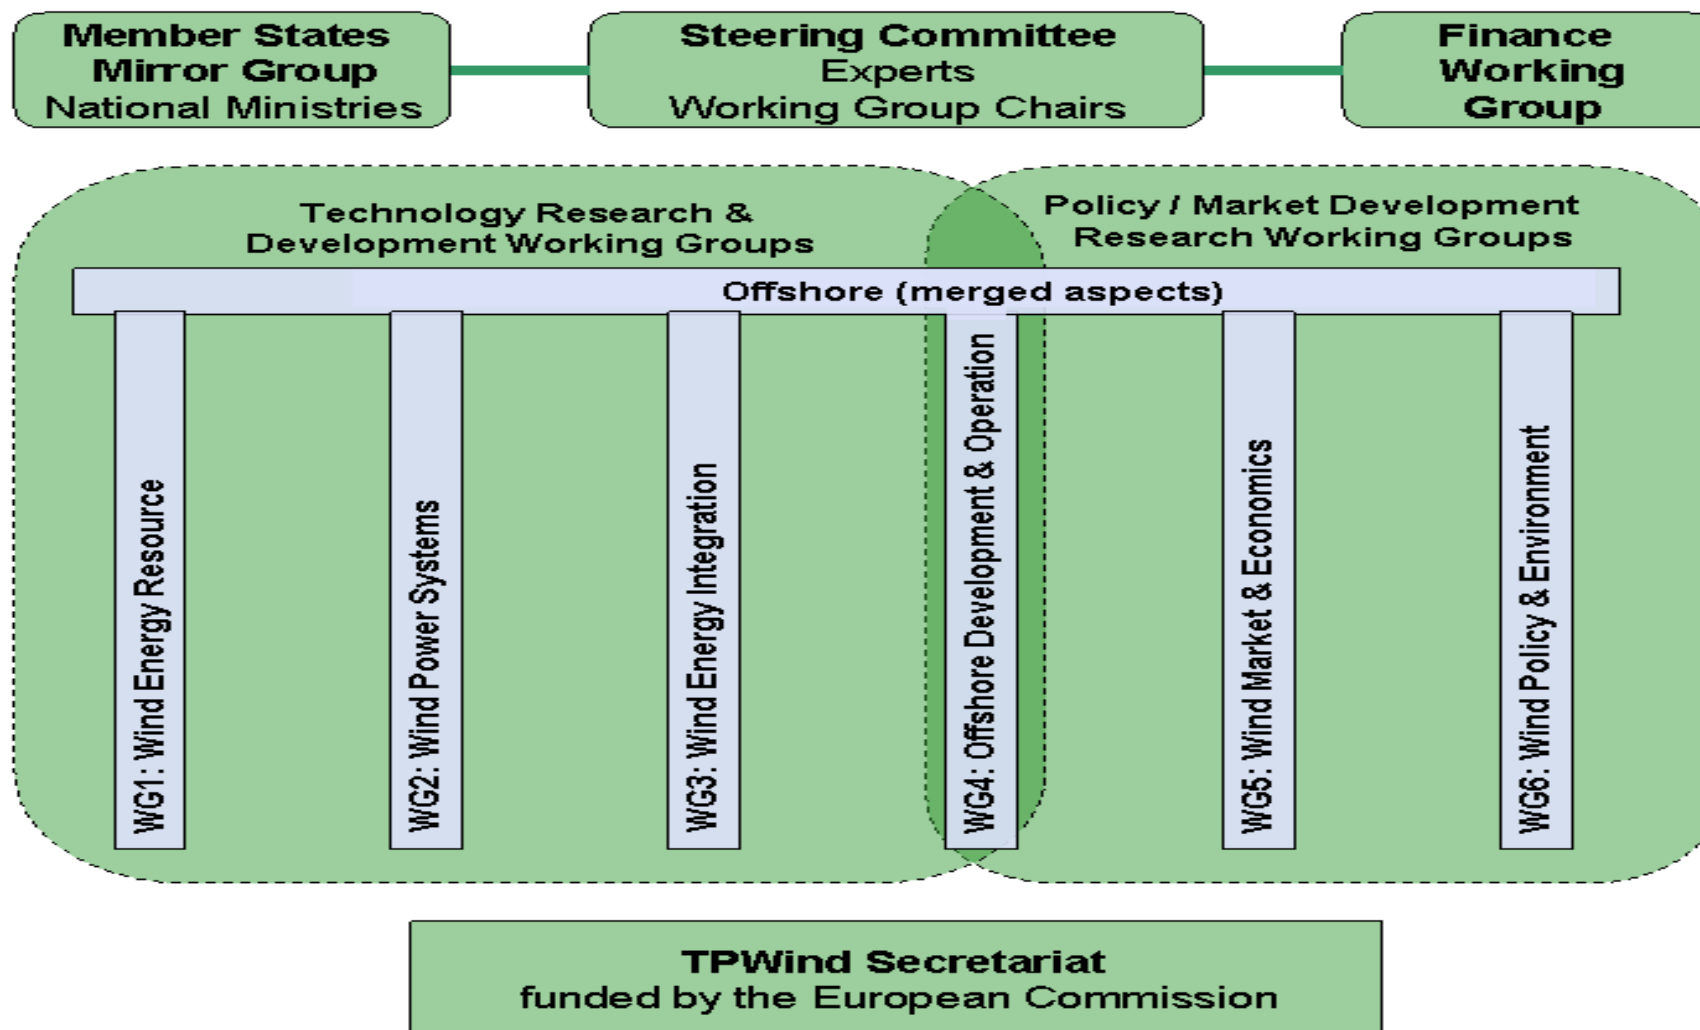 Member States
Mirror Group
National Ministries
Steering Committee
Experts
Working Group Chairs
Finance
Working
Group
Technology Research &
Development Working Groups
Policy / Market Development
Research Working Groups
Offshore (merged aspects)
WG1: Wind Energy Resource
WG2: Wind Power Systems
WG3: Wind Energy Integration
WG4: Offshore Development & Operation
WG5: Wind Market & Economics
WG6: Wind Policy & Environment
TPWind Secretariat
funded by the European Commission